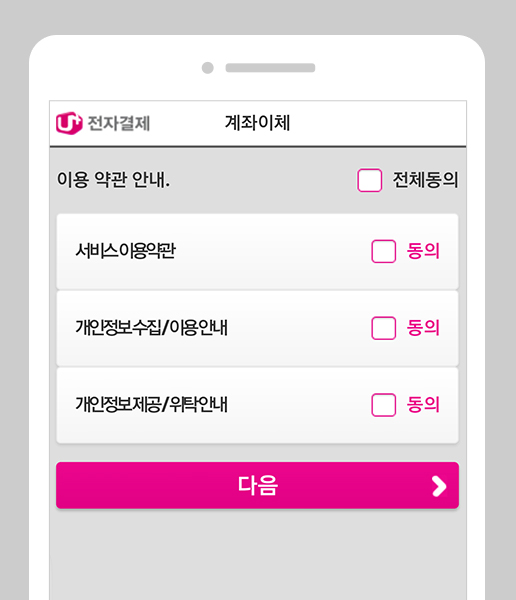 U+ 전자결제 계좌이체
이용 약관 안내. 전체동의
서비스이용약관 동의
개인정보수집/이용안내 동의
개인정보제공/위탁안내 동의
다음